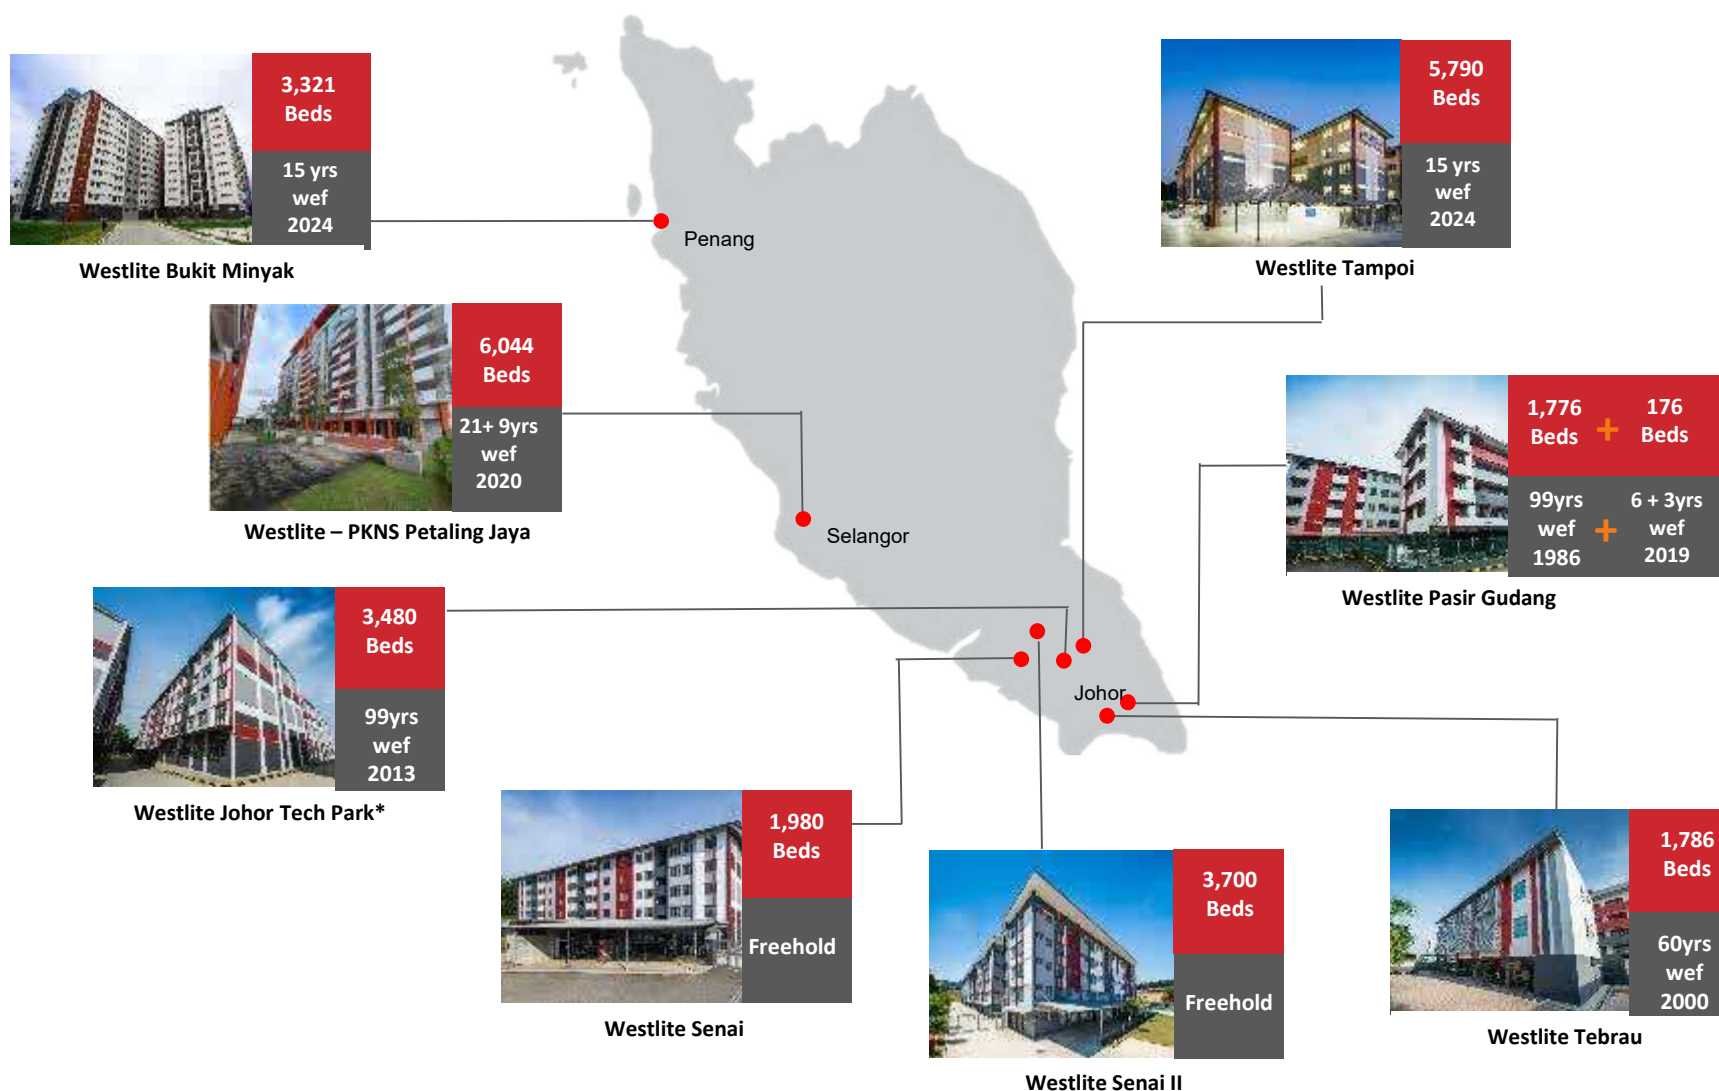 3,321
Beds
15 yrs
wef
2024
Westlite Bukit Minyak
Penang
5,790
Beds
15 yrs
wef
2024
Westlite Tampoi
6,044
Beds
21+ 9yrs
wef
2020
Westlite – PKNS Petaling Jaya
Selangor
1,776
Beds
+
176
Beds
99yrs
wef
1986
+
6 + 3yrs
wef
2019
Westlite Pasir Gudang
3,480
Beds
99yrs
wef
2013
Westlite Johor Tech Park*
Johor
1,980
Beds
Freehold
Westlite Senai
3,700
Beds
Freehold
Westlite Senai II
1,786
Beds
60yrs
wef
2000
Westlite Tebrau